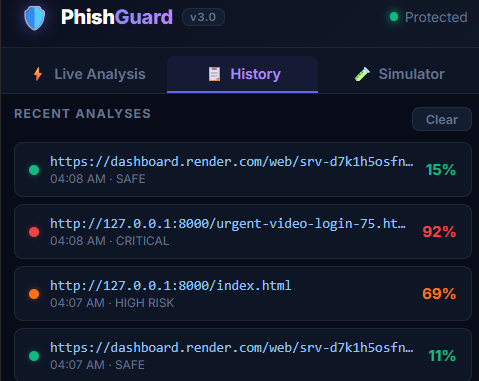 PhishGuard v3.0 Protected
Live Analysis History Simulator
RECENT ANALYSES Clear
https://dashboard.render.com/web/srv-d7k1h5osfn… 15%
04:08 AM · SAFE
http://127.0.0.1:8000/urgent-video-login-75.ht… 92%
04:08 AM · CRITICAL
http://127.0.0.1:8000/index.html 69%
04:07 AM · HIGH RISK
https://dashboard.render.com/web/srv-d7k1h5osfn… 11%
04:07 AM · SAFE